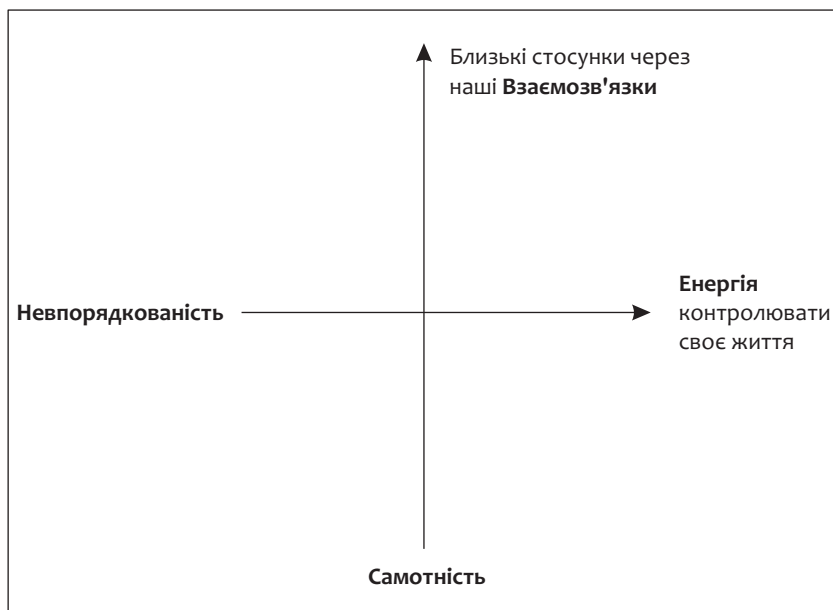 Близькі стосунки через
наші Взаємозв'язки
Невпорядкованість
Енергія
контролювати
своє життя
Самотність